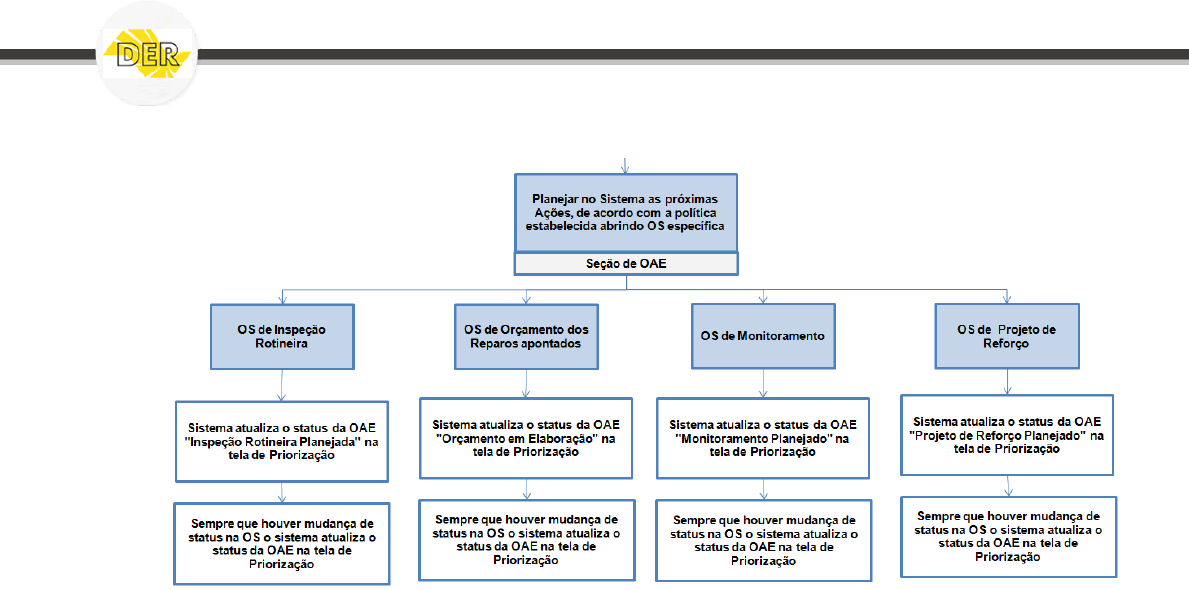 DER
Planejar no Sistema as próximas
Ações, de acordo com a política
estabelecida abrindo OS específica
Seção de OAE
OS de Inspeção
Rotineira
OS de Orçamento dos
Reparos apontados
OS de Monitoramento
OS de Projeto de
Reforço
Sistema atualiza o status da OAE
"Inspeção Rotineira Planejada" na
tela de Priorização
Sistema atualiza o status da OAE
"Orçamento em Elaboração" na
tela de Priorização
Sistema atualiza o status da OAE
"Monitoramento Planejado" na
tela de Priorização
Sistema atualiza o status da OAE
"Projeto de Reforço Planejado" na
tela de Priorização
Sempre que houver mudança de
status na OS o sistema atualiza o
status da OAE na tela de
Priorização
Sempre que houver mudança de
status na OS o sistema atualiza o
status da OAE na tela de
Priorização
Sempre que houver mudança de
status na OS o sistema atualiza o
status da OAE na tela de
Priorização
Sempre que houver mudança de
status na OS o sistema atualiza o
status da OAE na tela de
Priorização